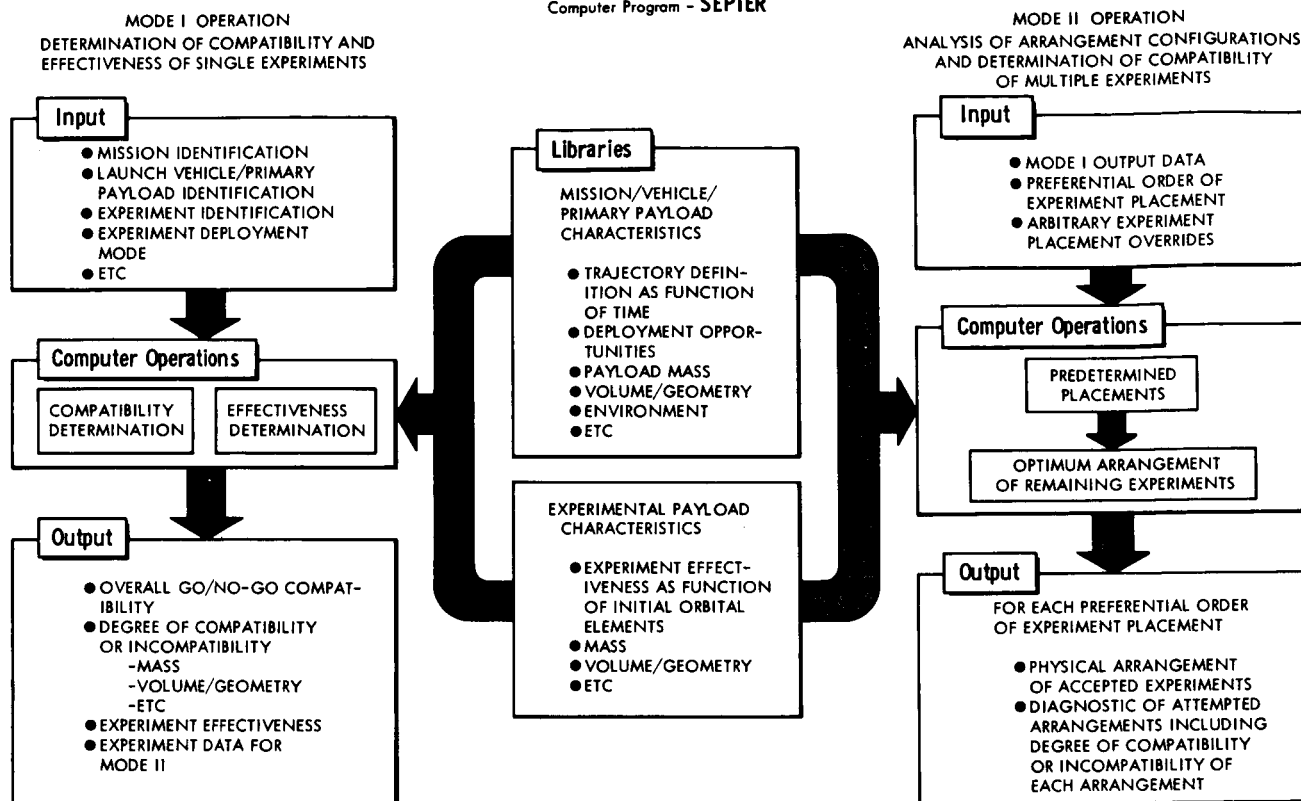 Computer Program - SEPTER
MODE I OPERATION
DETERMINATION OF COMPATIBILITY AND
EFFECTIVENESS OF SINGLE EXPERIMENTS
Input
● MISSION IDENTIFICATION
● LAUNCH VEHICLE/PRIMARY
PAYLOAD IDENTIFICATION
● EXPERIMENT IDENTIFICATION
● EXPERIMENT DEPLOYMENT
MODE
● ETC
Computer Operations
COMPATIBILITY
DETERMINATION
EFFECTIVENESS
DETERMINATION
Output
● OVERALL GO/NO-GO COMPAT-
IBILITY
● DEGREE OF COMPATIBILITY
OR INCOMPATIBILITY
-MASS
-VOLUME/GEOMETRY
-ETC
● EXPERIMENT EFFECTIVENESS
● EXPERIMENT DATA FOR
MODE II
Libraries
MISSION/VEHICLE/
PRIMARY PAYLOAD
CHARACTERISTICS
● TRAJECTORY DEFIN-
ITION AS FUNCTION
OF TIME
● DEPLOYMENT OPPOR-
TUNITIES
● PAYLOAD MASS
● VOLUME/GEOMETRY
● ENVIRONMENT
● ETC
EXPERIMENTAL PAYLOAD
CHARACTERISTICS
● EXPERIMENT EFFECT-
IVENESS AS FUNCTION
OF INITIAL ORBITAL
ELEMENTS
● MASS
● VOLUME/GEOMETRY
● ETC
MODE II OPERATION
ANALYSIS OF ARRANGEMENT CONFIGURATIONS
AND DETERMINATION OF COMPATIBILITY
OF MULTIPLE EXPERIMENTS
Input
● MODE I OUTPUT DATA
● PREFERENTIAL ORDER OF
EXPERIMENT PLACEMENT
● ARBITRARY EXPERIMENT
PLACEMENT OVERRIDES
Computer Operations
PREDETERMINED
PLACEMENTS
OPTIMUM ARRANGEMENT
OF REMAINING EXPERIMENTS
Output
FOR EACH PREFERENTIAL ORDER
OF EXPERIMENT PLACEMENT
● PHYSICAL ARRANGEMENT
OF ACCEPTED EXPERIMENTS
● DIAGNOSTIC OF ATTEMPTED
ARRANGEMENTS INCLUDING
DEGREE OF COMPATIBILITY
OR INCOMPATIBILITY OF
EACH ARRANGEMENT